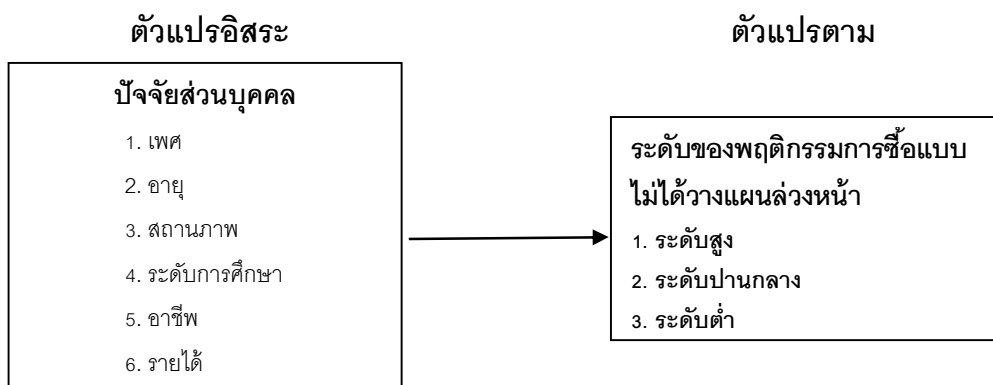 ตัวแปรอิสระ
ตัวแปรตาม
ปัจจัยส่วนบุคคล
1. เพศ
2. อายุ
3. สถานภาพ
4. ระดับการศึกษา
5. อาชีพ
6. รายได้
ระดับของพฤติกรรมการซื้อแบบ
ไม่ได้วางแผนล่วงหน้า
1. ระดับสูง
2. ระดับปานกลาง
3. ระดับต่ำ